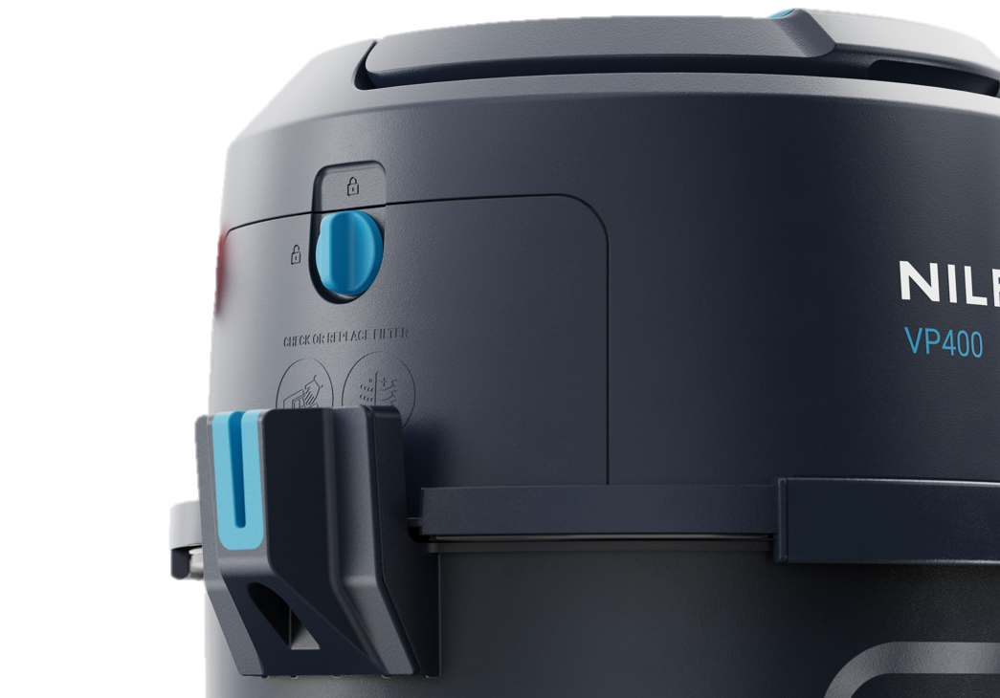 CHECK OR REPLACE FILTER
NILF
VP400